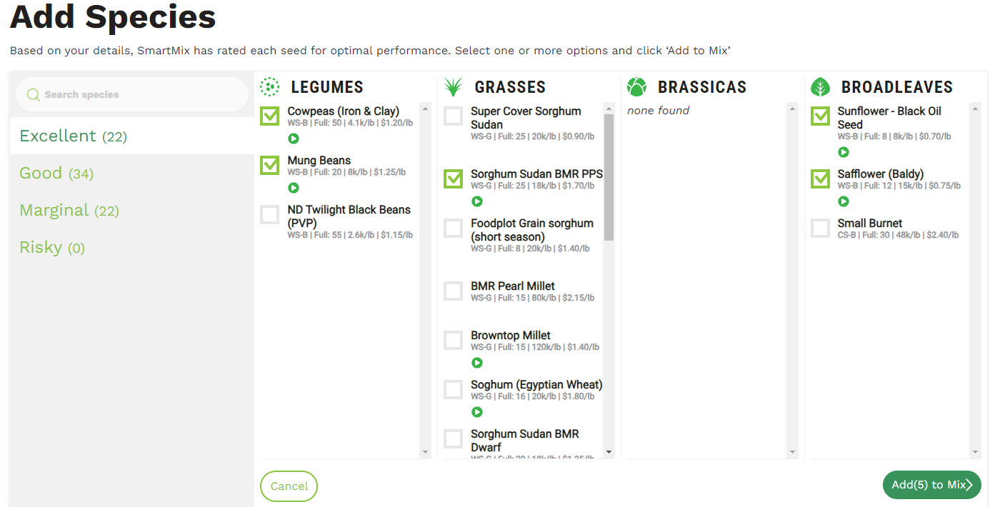 Add Species
Based on your details, SmartMix has rated each seed for optimal performance. Select one or more options and click ‘Add to Mix’
Search species
Excellent (22)
Good (34)
Marginal (22)
Risky (0)
LEGUMES
Cowpeas (Iron & Clay)
WS-B | Full: 50 | 4.1k/lb | $1.20/lb
Mung Beans
WS-B | Full: 20 | 8k/lb | $1.25/lb
ND Twilight Black Beans
(PVP)
WS-B | Full: 55 | 2.6k/lb | $1.15/lb
GRASSES
Super Cover Sorghum
Sudan
WS-G | Full: 25 | 20k/lb | $0.90/lb
Sorghum Sudan BMR PPS
WS-G | Full: 25 | 18k/lb | $1.70/lb
Foodplot Grain sorghum
(short season)
WS-G | Full: 8 | 20k/lb | $1.40/lb
BMR Pearl Millet
WS-G | Full: 15 | 80k/lb | $2.15/lb
Browntop Millet
WS-G | Full: 15 | 120k/lb | $1.40/lb
Soghum (Egyptian Wheat)
WS-G | Full: 16 | 20k/lb | $1.80/lb
Sorghum Sudan BMR
Dwarf
BRASSICAS
none found
BROADLEAVES
Sunflower - Black Oil
Seed
WS-B | Full: 8 | 8k/lb | $0.70/lb
Safflower (Baldy)
WS-B | Full: 12 | 15k/lb | $0.75/lb
Small Burnet
CS-B | Full: 30 | 48k/lb | $2.40/lb
Cancel
Add(5) to Mix